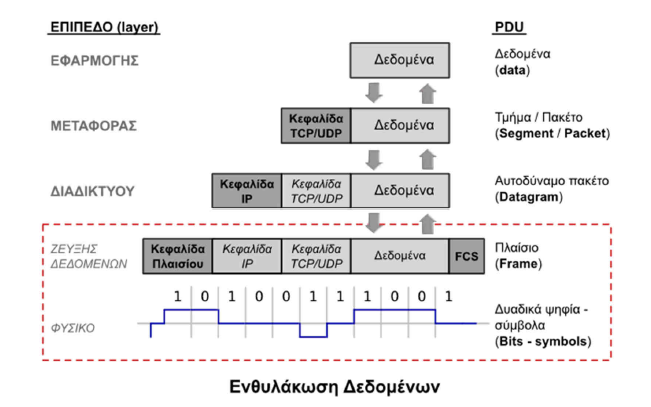 ΕΠΙΠΕΔΟ (layer)
PDU
ΕΦΑΡΜΟΓΗΣ
Δεδομένα
Δεδομένα
(data)
ΜΕΤΑΦΟΡΑΣ
Κεφαλίδα
TCP/UDP
Δεδομένα
Τμήμα / Πακέτο
(Segment / Packet)
ΔΙΑΔΙΚΤΥΟΥ
Κεφαλίδα
IP
Κεφαλίδα
TCP/UDP
Δεδομένα
Αυτοδύναμο πακέτο
(Datagram)
ΖΕΥΞΗΣ
ΔΕΔΟΜΕΝΩΝ
Κεφαλίδα
Πλαισίου
Κεφαλίδα
IP
Κεφαλίδα
TCP/UDP
Δεδομένα
FCS
Πλαίσιο
(Frame)
1 0 1 0 0 1 1 1 0 0 1
ΦΥΣΙΚΟ
Δυαδικά ψηφία -
σύμβολα
(Bits - symbols)
Ενθυλάκωση Δεδομένων